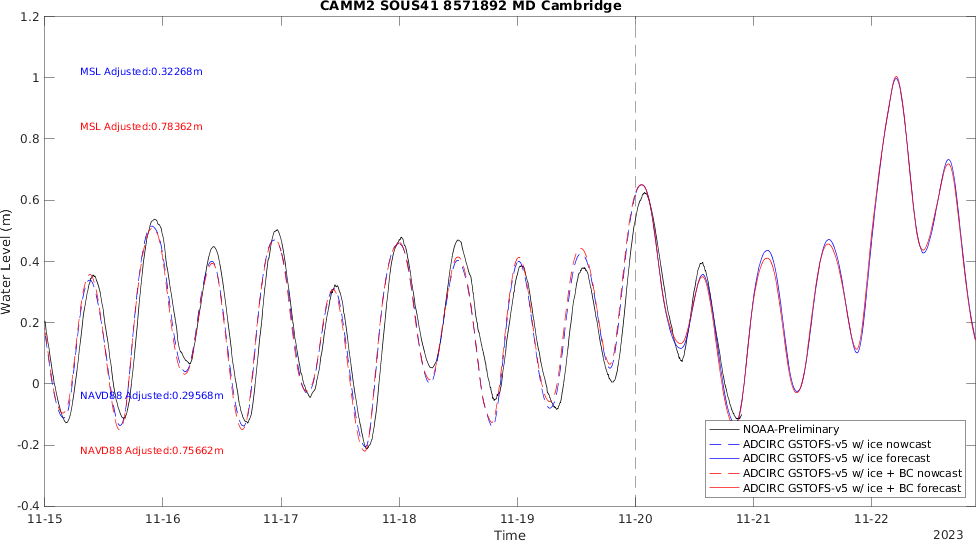 CAMM2 SOUS41 8571892 MD Cambridge
1.2
1
0.8
0.6
0.4
0.2
0
-0.2
-0.4
Water Level (m)
MSL Adjusted:0.32268m
MSL Adjusted:0.78362m
NAVD88 Adjusted:0.29568m
NAVD88 Adjusted:0.75662m
NOAA-Preliminary
ADCIRC GSTOFS-v5 w/ ice nowcast
ADCIRC GSTOFS-v5 w/ ice forecast
ADCIRC GSTOFS-v5 w/ ice + BC nowcast
ADCIRC GSTOFS-v5 w/ ice + BC forecast
11-15 11-16 11-17 11-18 11-19 11-20 11-21 11-22
Time
2023